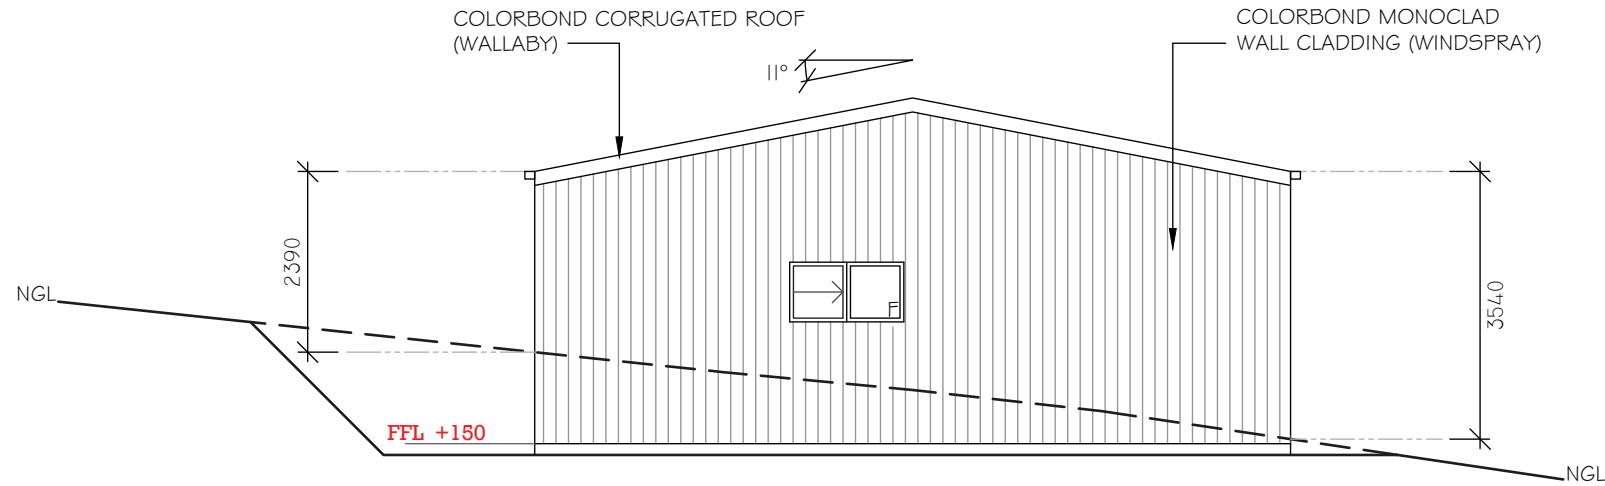 COLORBOND CORRUGATED ROOF
(WALLABY)
COLORBOND MONOCLAD
WALL CLADDING (WINDSPRAY)
11°
2390
3540
NGL
F
FFL +150
NGL